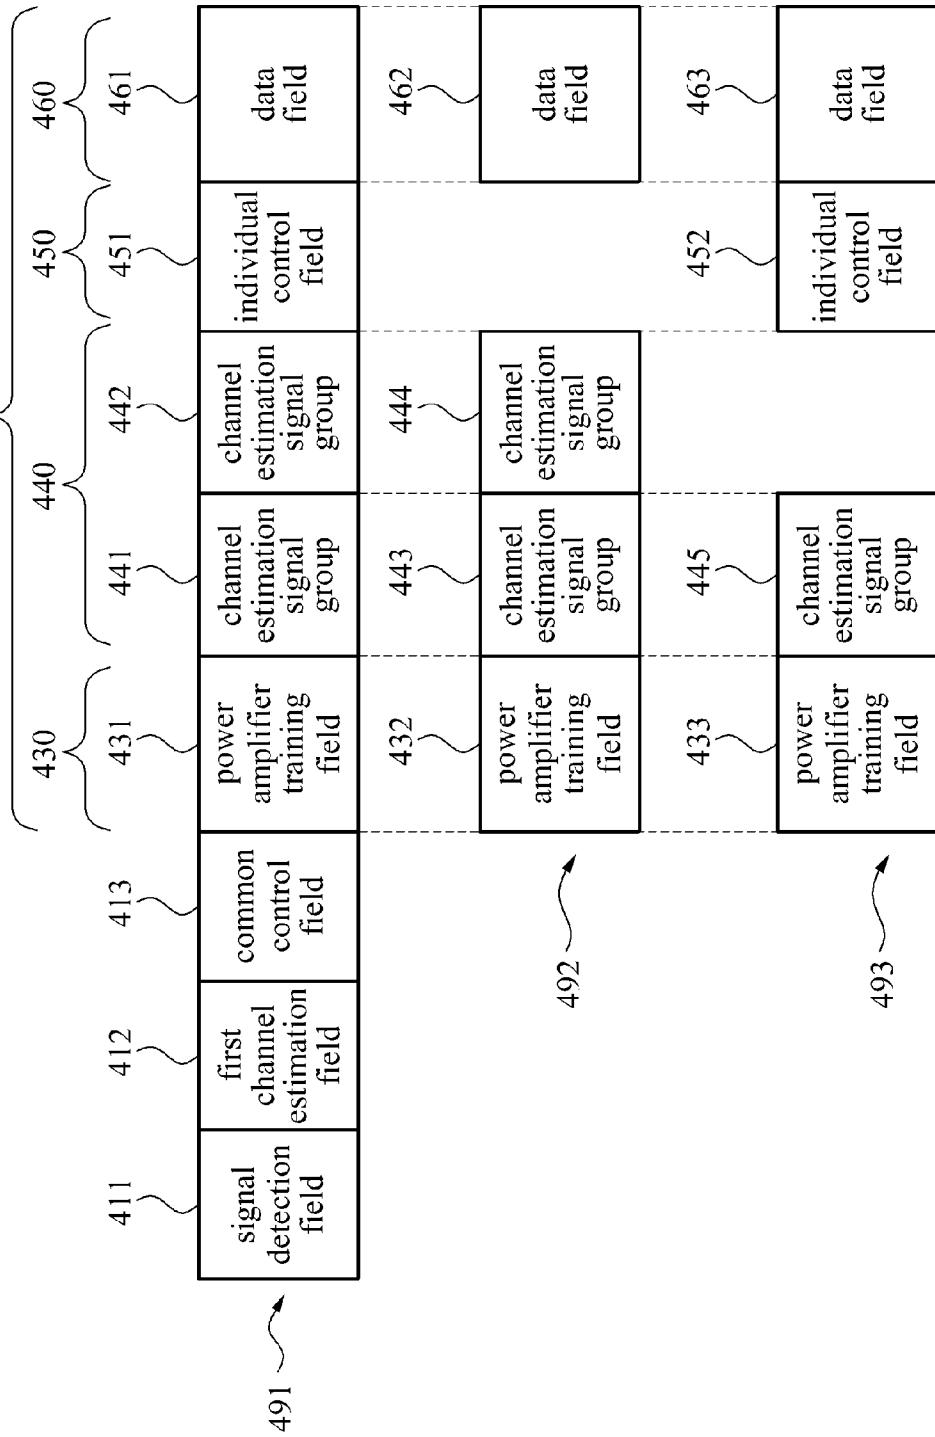 430
440
450
460
411
412
413
431
441
442
451
461
signal
detection
field
first
channel
estimation
field
common
control
field
power
amplifier
training
field
channel
estimation
signal
group
channel
estimation
signal
group
individual
control
field
data
field
491
432
443
444
462
power
amplifier
training
field
channel
estimation
signal
group
channel
estimation
signal
group
data
field
492
433
445
452
463
power
amplifier
training
field
channel
estimation
signal
group
individual
control
field
data
field
493